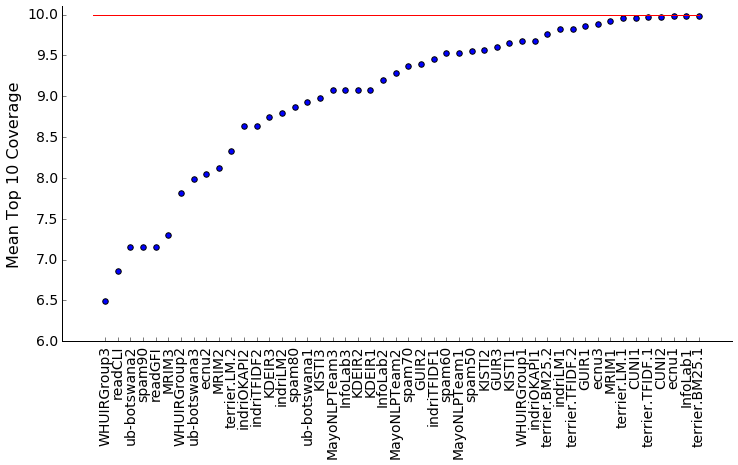 Mean Top 10 Coverage
10.0
9.5
9.0
8.5
8.0
7.5
7.0
6.5
6.0
WHUIRGroup3
readCLI
ub-botswana2
spam90
readGFI
MRIM3
WHUIRGroup2
ub-botswana3
ecnu2
MRIM2
terrier.LM.2
indriOKAPI2
indriTFIDF2
KDEIR3
indriLM2
spam80
ub-botswana1
KISTI3
MayoNLPTeam3
InfoLab3
KDEIR2
KDEIR1
InfoLab2
MayoNLPTeam2
spam70
GUIR2
indriTFIDF1
spam60
MayoNLPTeam1
spam50
KISTI2
GUIR3
KISTI1
WHUIRGroup1
indriOKAPI1
terrier.BM25.2
indriLM1
terrier.TFIDF.2
GUIR1
ecnu3
MRIM1
terrier.LM.1
CUNI1
terrier.TFIDF.1
CUNI2
ecnu1
InfoLab1
terrier.BM25.1